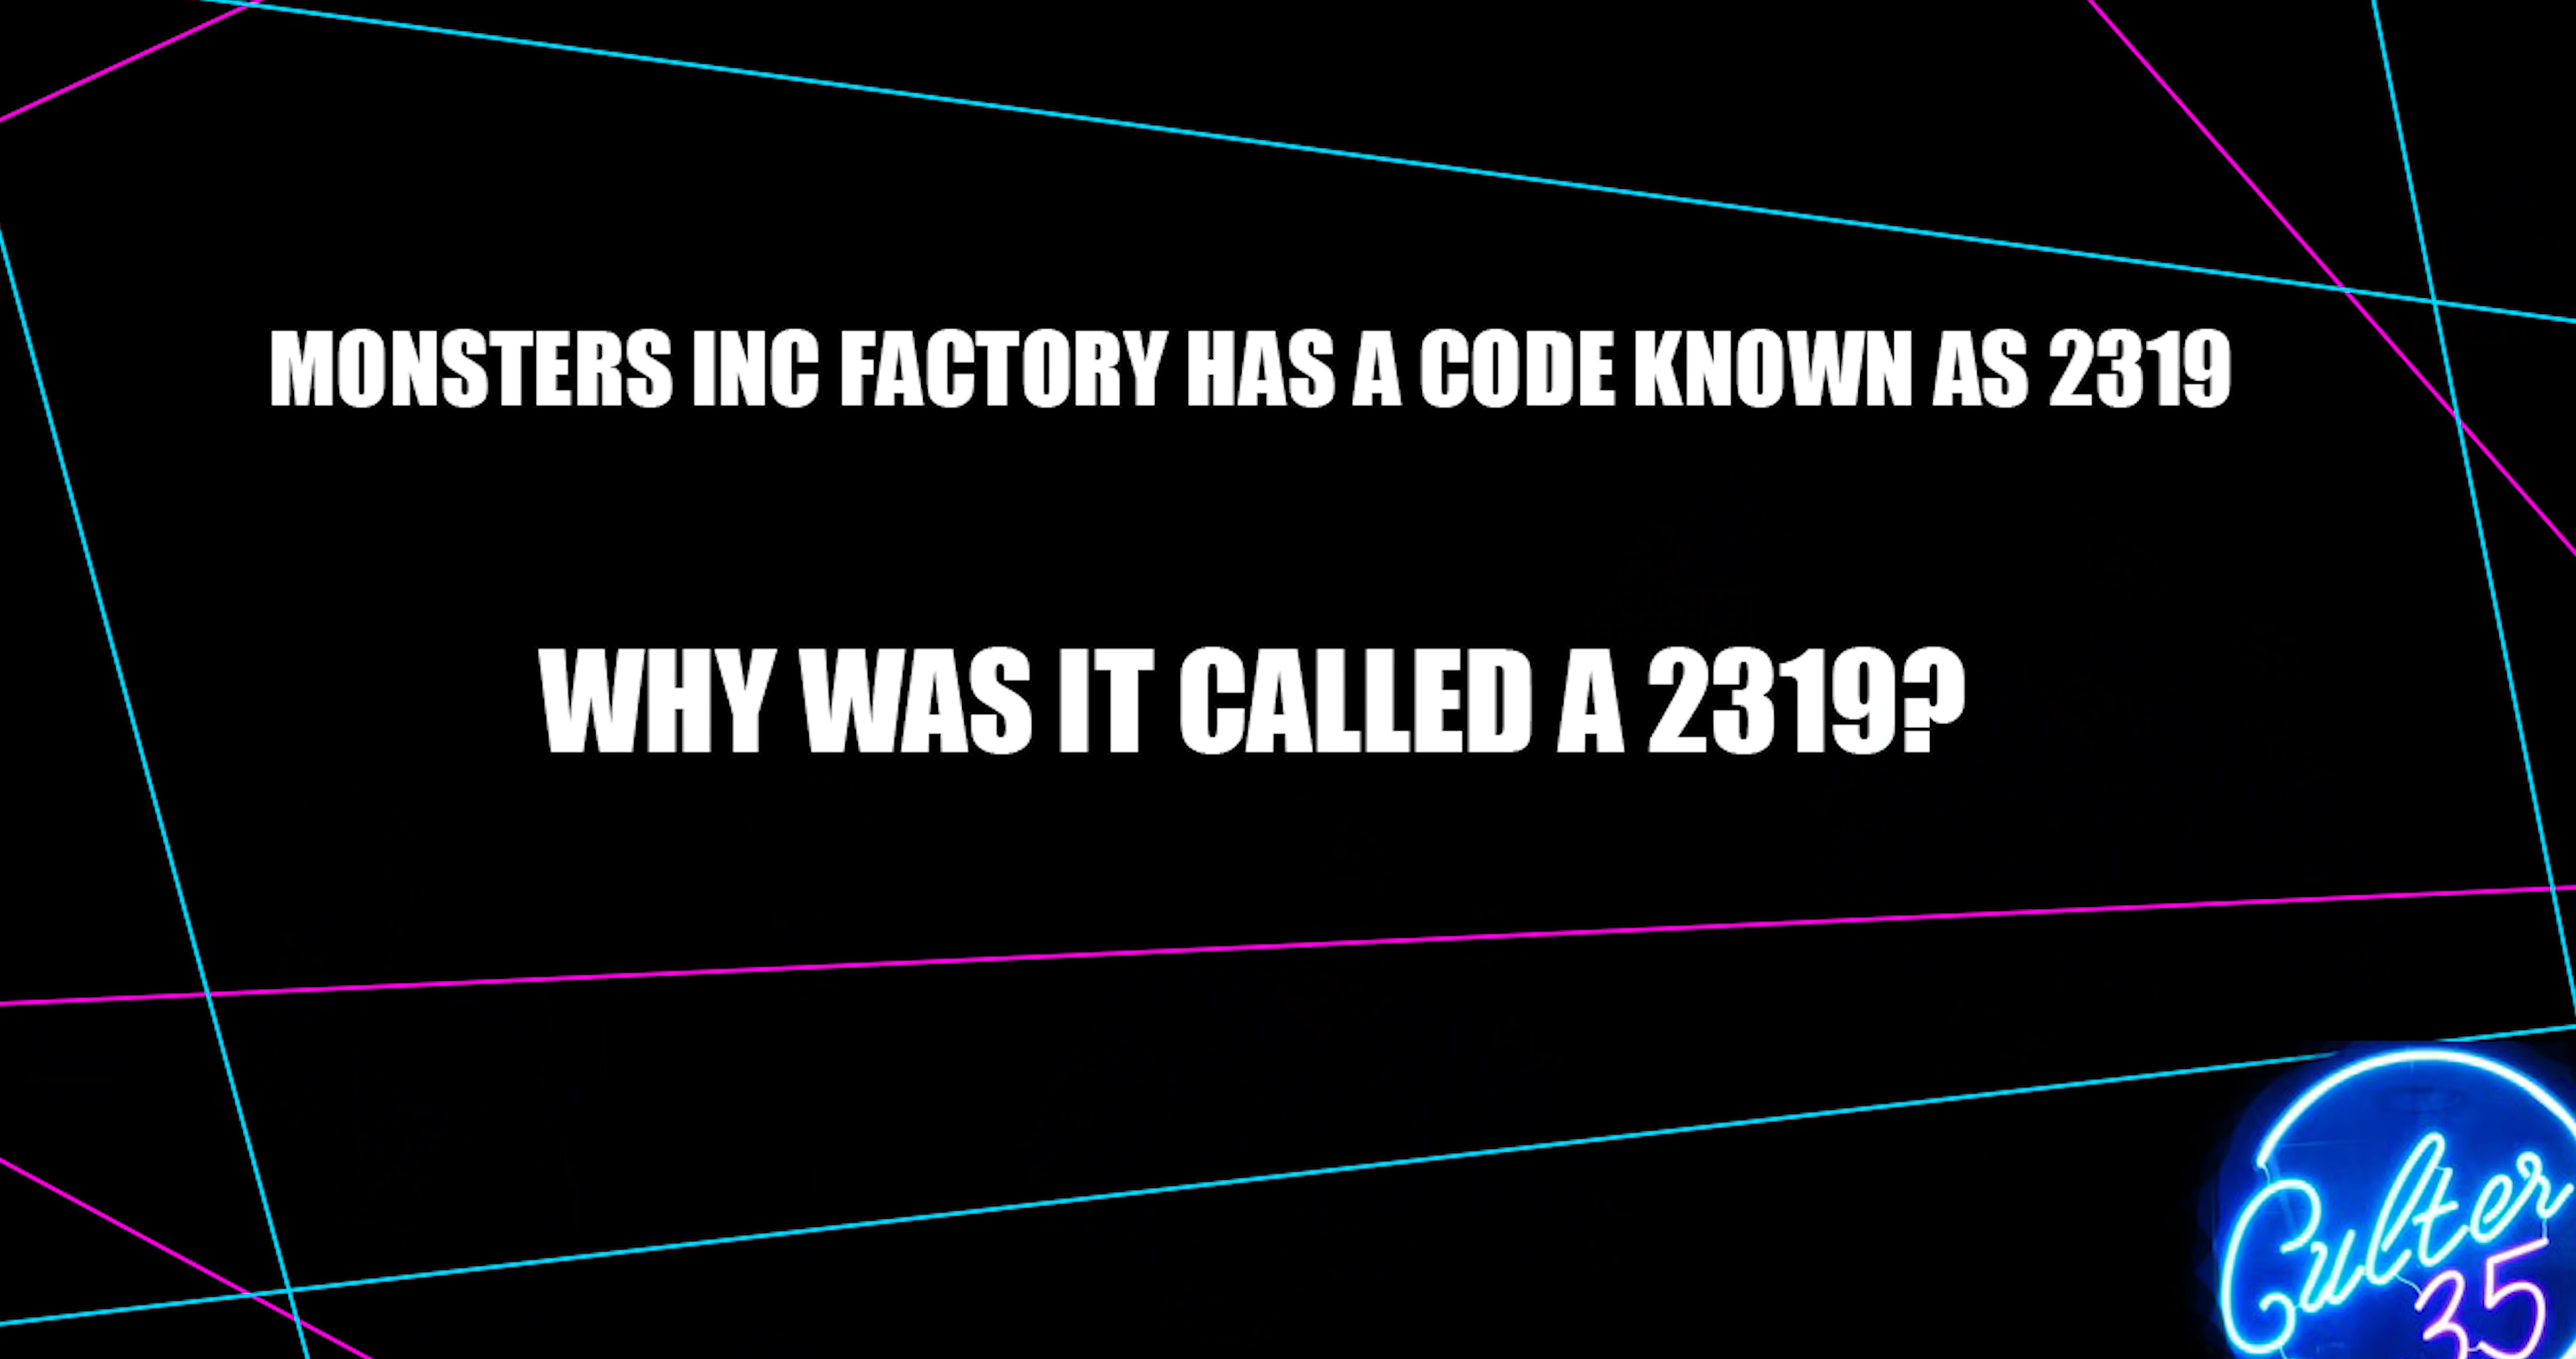 MONSTERS INC FACTORY HAS A CODE KNOWN AS 2319
WHY WAS IT CALLED A 2319?
Culter
35